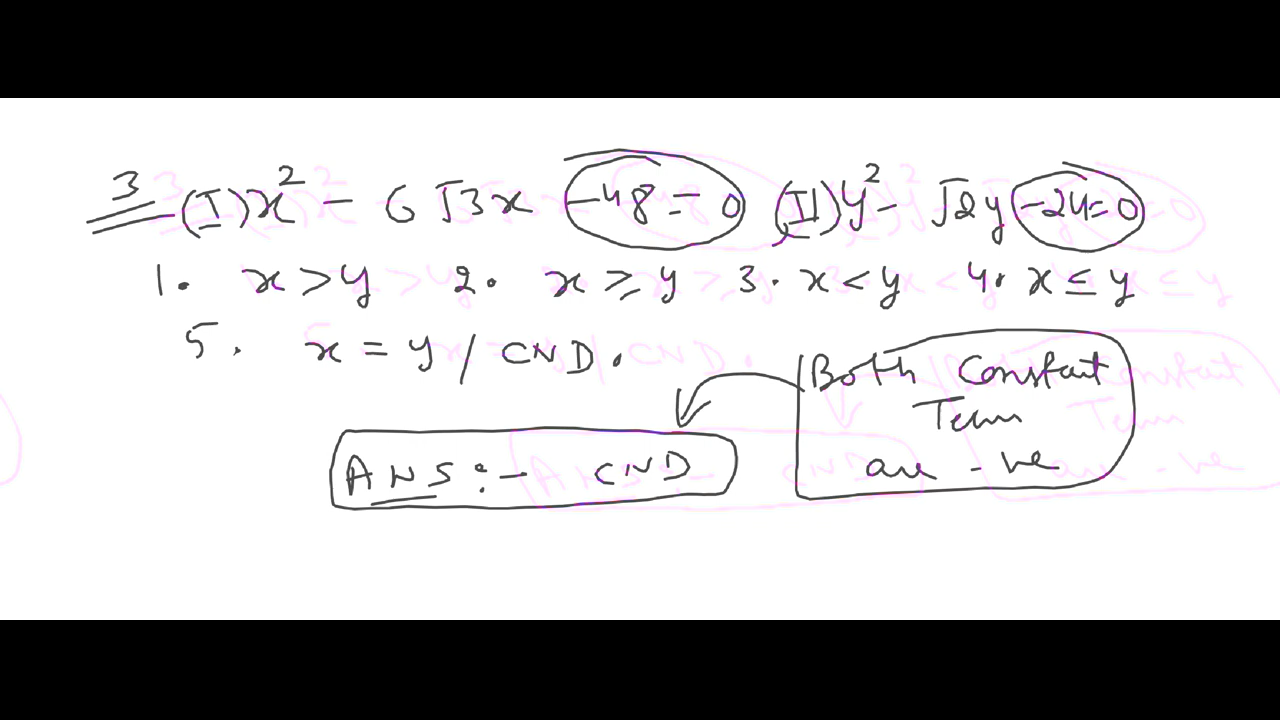 3 (I) x² - 6√3x - 48 = 0 (II) y² - √2y - 24 = 0
1. x > y 2. x ≥ y 3. x < y 4. x ≤ y
5. x = y / CND.
Both Constant
Term
are -ve
ANS :- CND